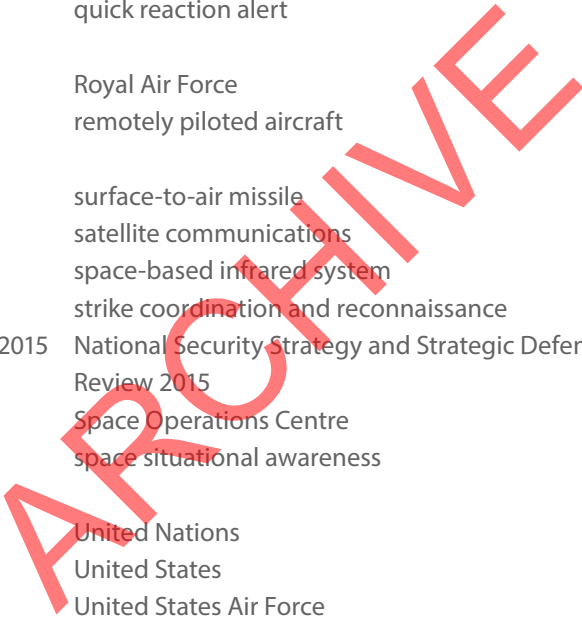 quick reaction alert
Royal Air Force
remotely piloted aircraft
surface-to-air missile
satellite communications
space-based infrared system
strike coordination and reconnaissance
2015 National Security Strategy and Strategic Defen
Review 2015
Space Operations Centre
space situational awareness
United Nations
United States
United States Air Force
ARCHIVE